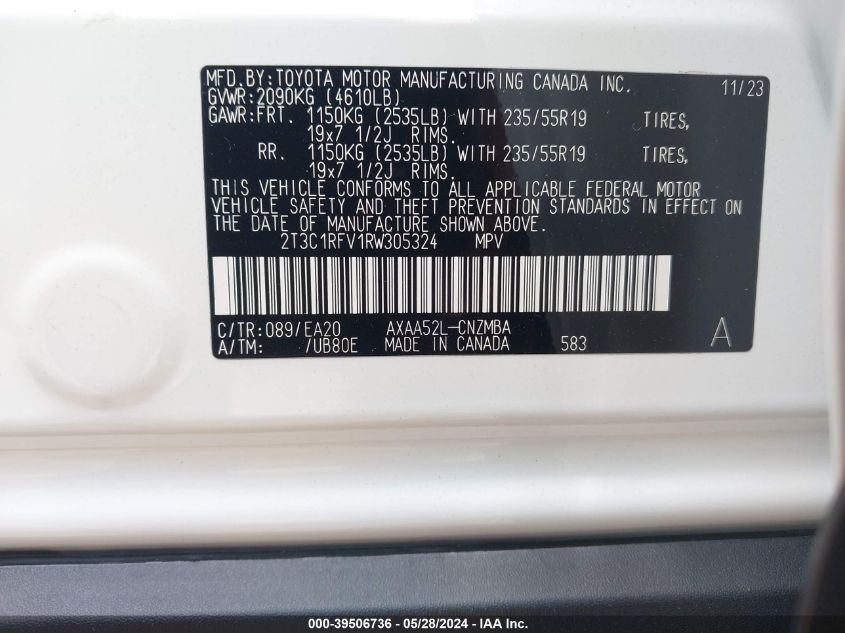 MFD.BY:TOYOTA MOTOR MANUFACTURING CANADA INC. 11/23
GVWR:2090KG (4610LB)
GAWR:FRT. 1150KG (2535LB) WITH 235/55R19 TIRES,
19x7 1/2J RIMS.
RR. 1150KG (2535LB) WITH 235/55R19 TIRES,
19x7 1/2J RIMS.
THIS VEHICLE CONFORMS TO ALL APPLICABLE FEDERAL MOTOR
VEHICLE SAFETY AND THEFT PREVENTION STANDARDS IN EFFECT ON
THE DATE OF MANUFACTURE SHOWN ABOVE.
2T3C1RFV1RW305324 MPV
C/TR:089/EA20 AXAA52L-CNZMBA A
A/TM: /UB80E MADE IN CANADA 583
000-39506736 - 05/28/2024 - IAA Inc.